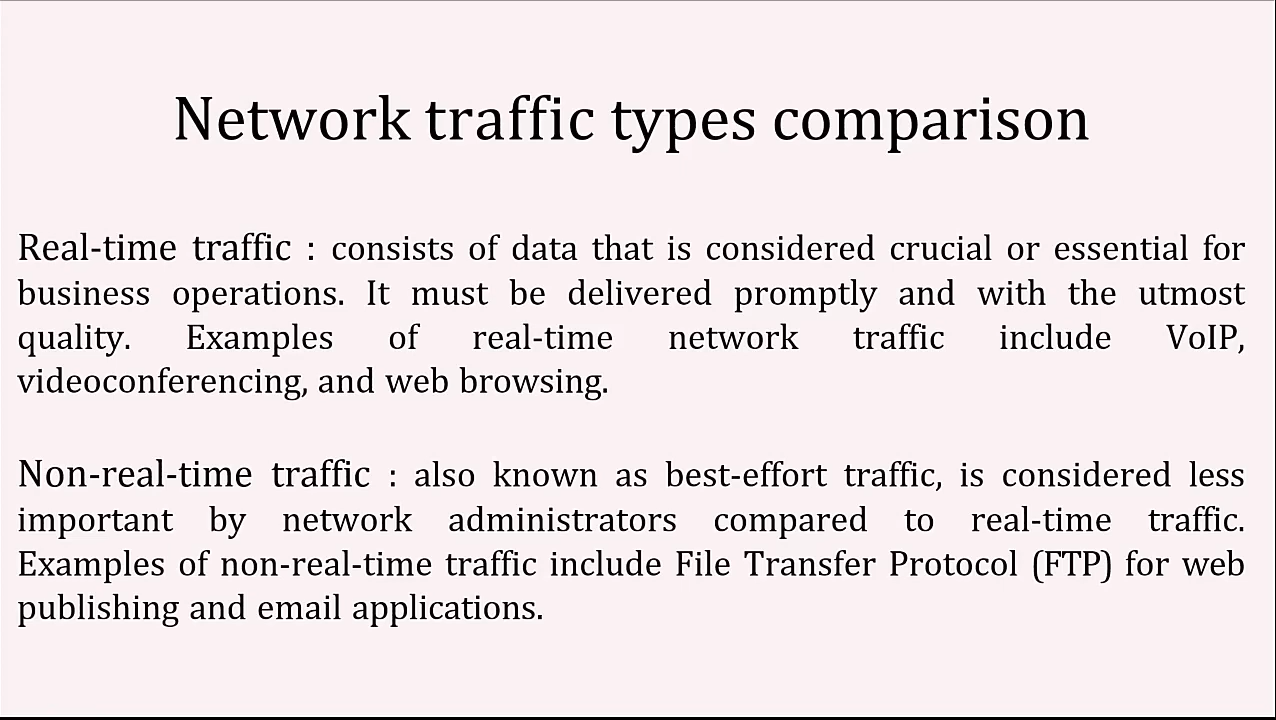 Network traffic types comparison
Real-time traffic : consists of data that is considered crucial or essential for
business operations. It must be delivered promptly and with the utmost
quality. Examples of real-time network traffic include VoIP,
videoconferencing, and web browsing.
Non-real-time traffic : also known as best-effort traffic, is considered less
important by network administrators compared to real-time traffic.
Examples of non-real-time traffic include File Transfer Protocol (FTP) for web
publishing and email applications.